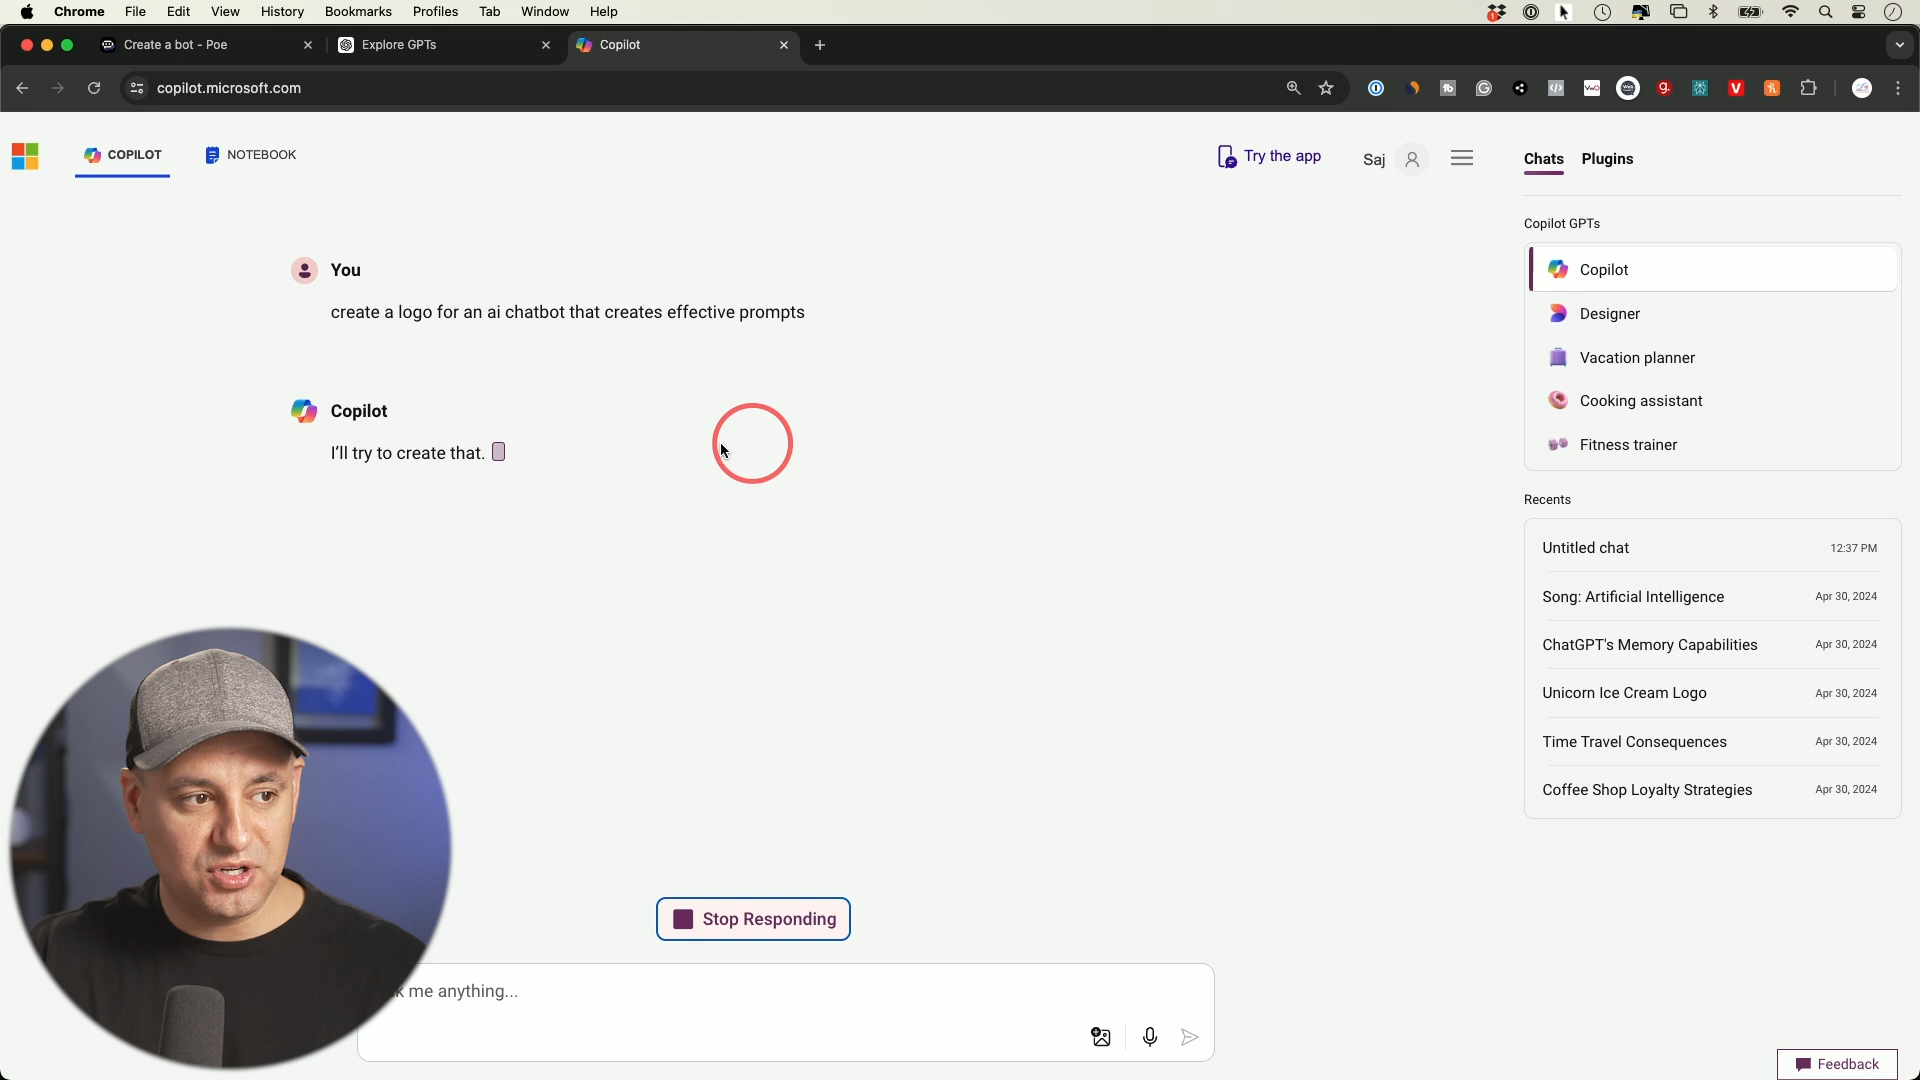 Chrome File Edit View History Bookmarks Profiles Tab Window Help
Create a bot - Poe
Explore GPTs
Copilot
copilot.microsoft.com
COPILOT
NOTEBOOK
Try the app
Saj
Chats
Plugins
Copilot GPTs
Copilot
Designer
Vacation planner
Cooking assistant
Fitness trainer
You
create a logo for an ai chatbot that creates effective prompts
Copilot
I'll try to create that.
Recents
Untitled chat 12:37 PM
Song: Artificial Intelligence Apr 30, 2024
ChatGPT's Memory Capabilities Apr 30, 2024
Unicorn Ice Cream Logo Apr 30, 2024
Time Travel Consequences Apr 30, 2024
Coffee Shop Loyalty Strategies Apr 30, 2024
Stop Responding
k me anything...
Feedback